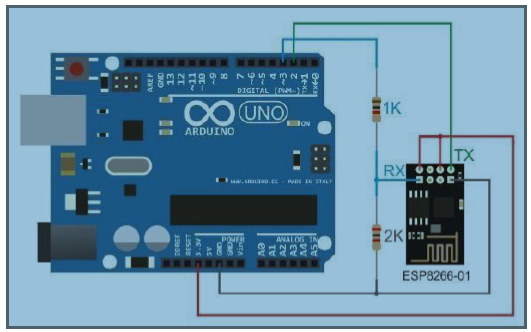 AREF
GND
13
12
~11
~10
~9
8
7
~6
~5
4
~3
2
TX→1
RX←0
DIGITAL (PWM~)
UNO
ARDUINO
ON
1K
RX
TX
WWW.ARDUINO.CC - MADE IN ITALY
2K
POWER
ANALOG IN
IOREF
RESET
3.3V
5V
GND
GND
Vin
A0
A1
A2
A3
A4
A5
ESP8266-01